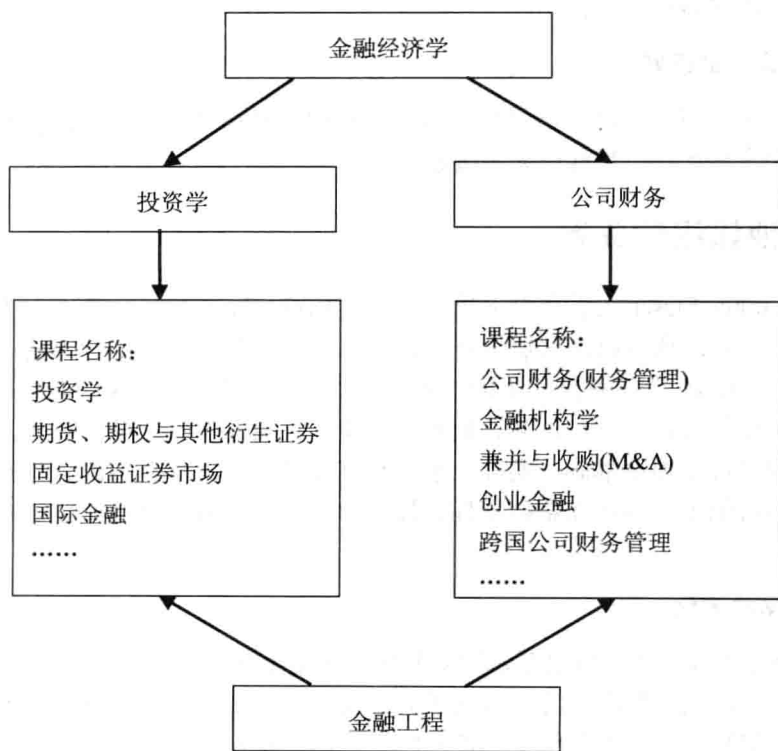 金融经济学
投资学
公司财务
课程名称：
投资学
期货、期权与其他衍生证券
固定收益证券市场
国际金融
……
课程名称：
公司财务(财务管理)
金融机构学
兼并与收购(M&A)
创业金融
跨国公司财务管理
……
金融工程